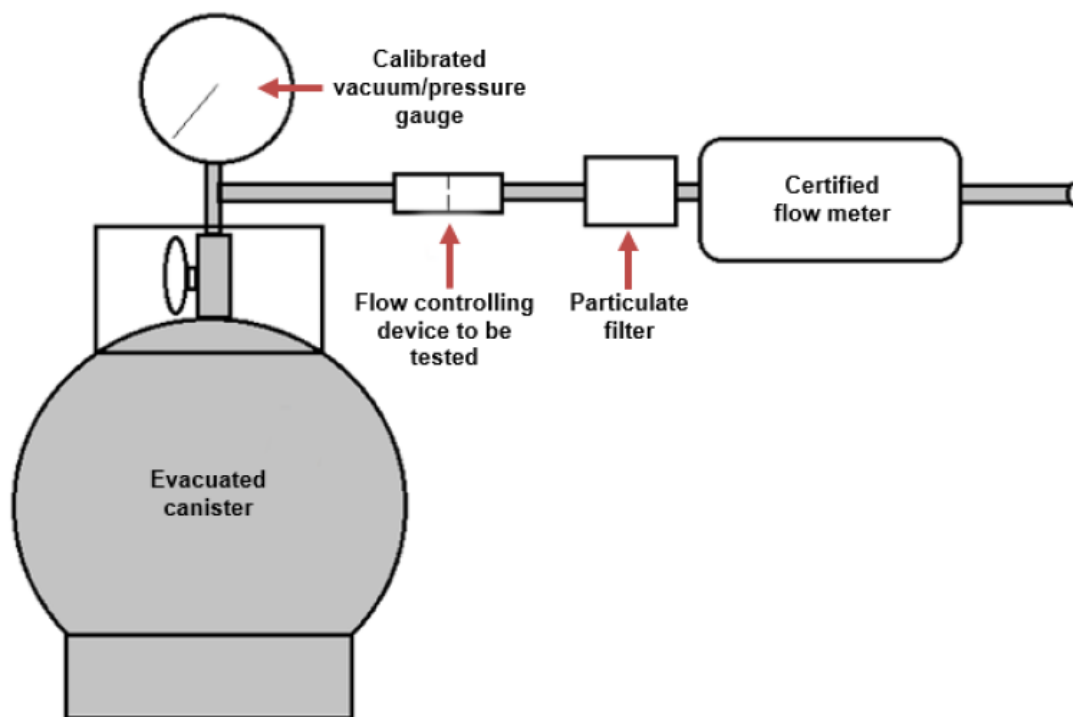 Calibrated
vacuum/pressure
gauge
Certified
flow meter
Flow controlling
device to be
tested
Particulate
filter
Evacuated
canister